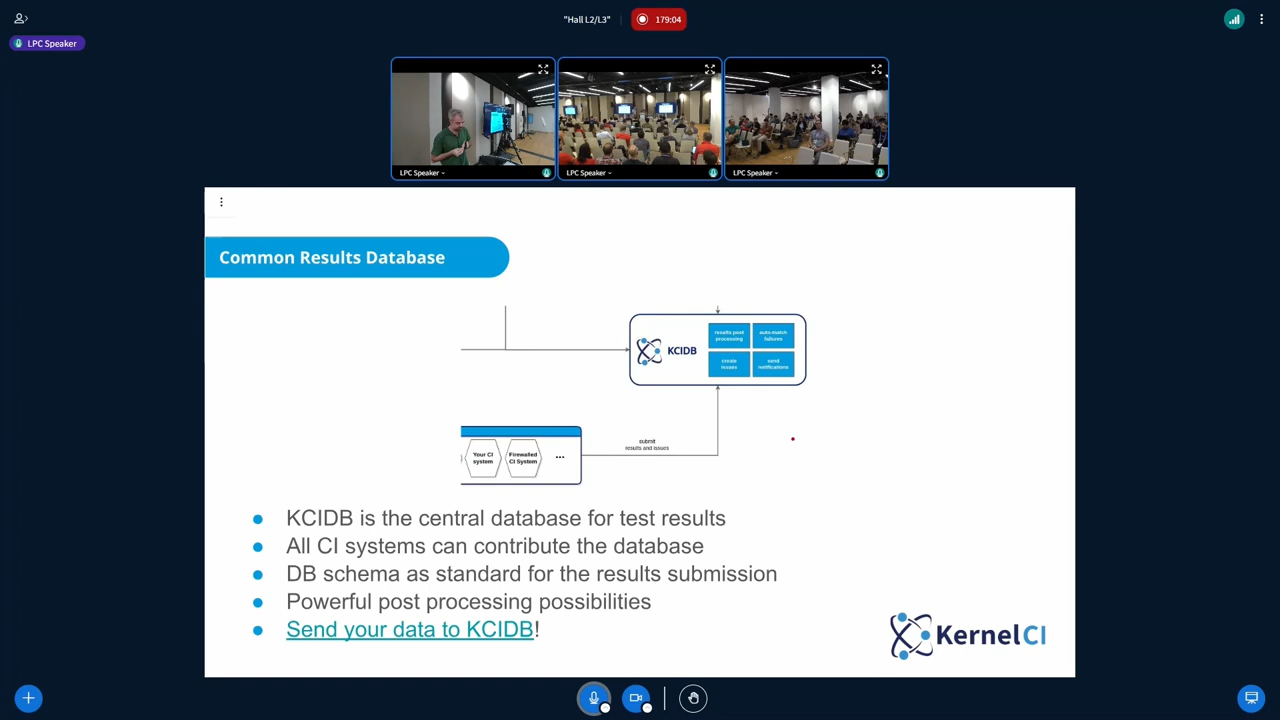 "Hall L2/L3"
179:04
LPC Speaker
LPC Speaker
LPC Speaker
LPC Speaker
Common Results Database
KCIDB
results post
processing
auto-match
failures
create
issues
send
notifications
Your CI
system
Firewalled
CI System
...
submit
results and issues
KCIDB is the central database for test results
All CI systems can contribute the database
DB schema as standard for the results submission
Powerful post processing possibilities
Send your data to KCIDB!
KernelCI